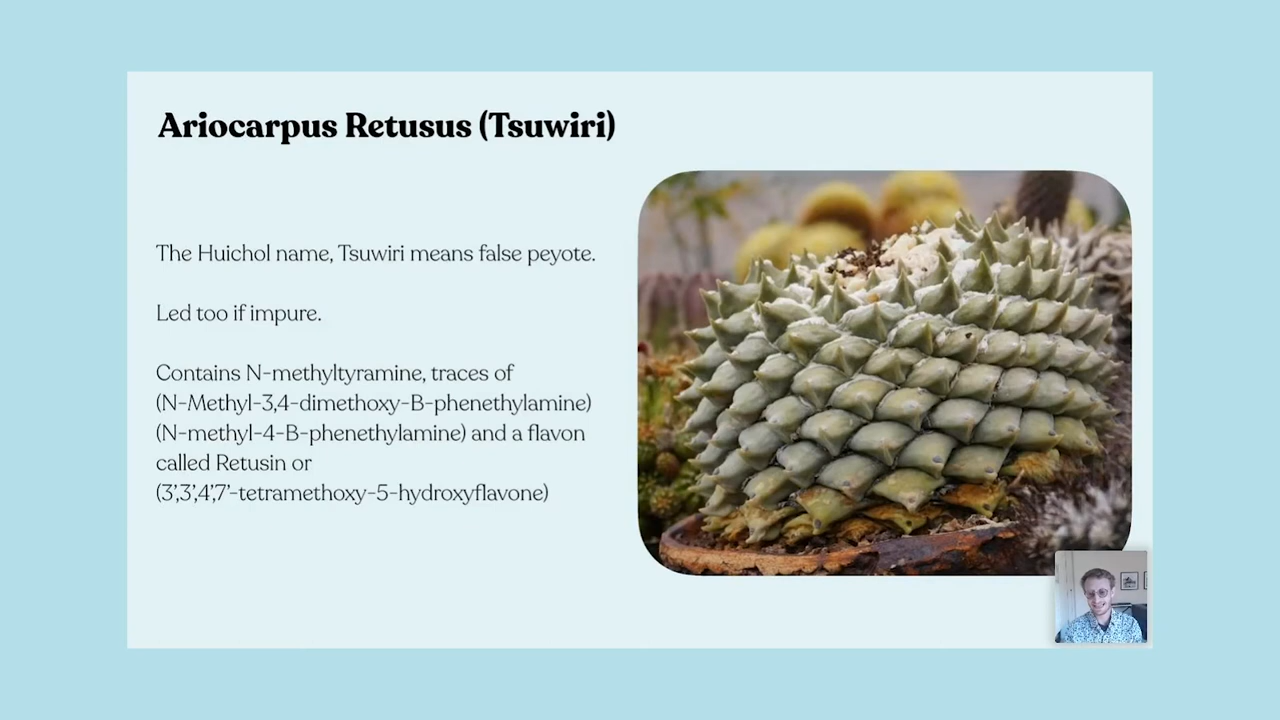 Ariocarpus Retusus (Tsuwiri)
The Huichol name, Tsuwiri means false peyote.
Led too if impure.
Contains N-methyltyramine, traces of
(N-Methyl-3,4-dimethoxy-B-phenethylamine)
(N-methyl-4-B-phenethylamine) and a flavon
called Retusin or
(3’,3’,4’,7’-tetramethoxy-5-hydroxyflavone)